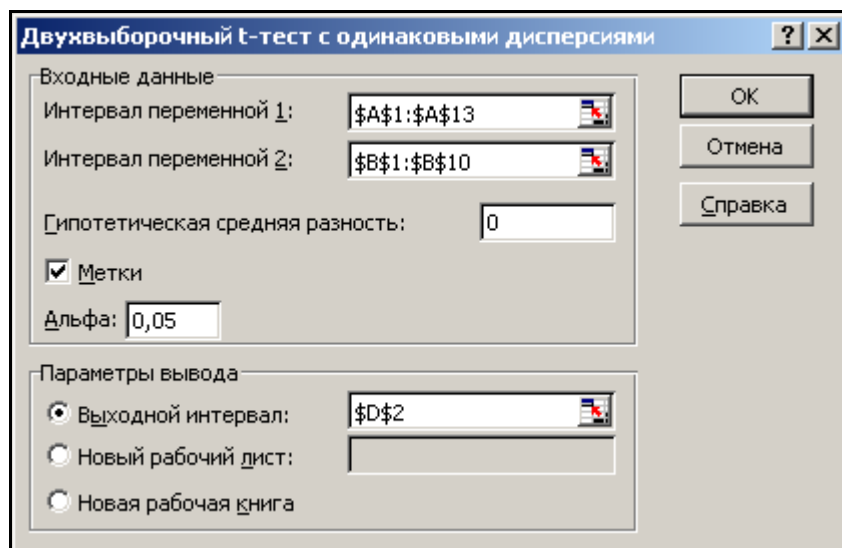 Двухвыборочный t-тест с одинаковыми дисперсиями
Входные данные
Интервал переменной 1: $A$1:$A$13
Интервал переменной 2: $B$1:$B$10
Гипотетическая средняя разность: 0
Метки
Альфа: 0,05
Параметры вывода
Выходной интервал: $D$2
Новый рабочий лист:
Новая рабочая книга
ОК
Отмена
Справка